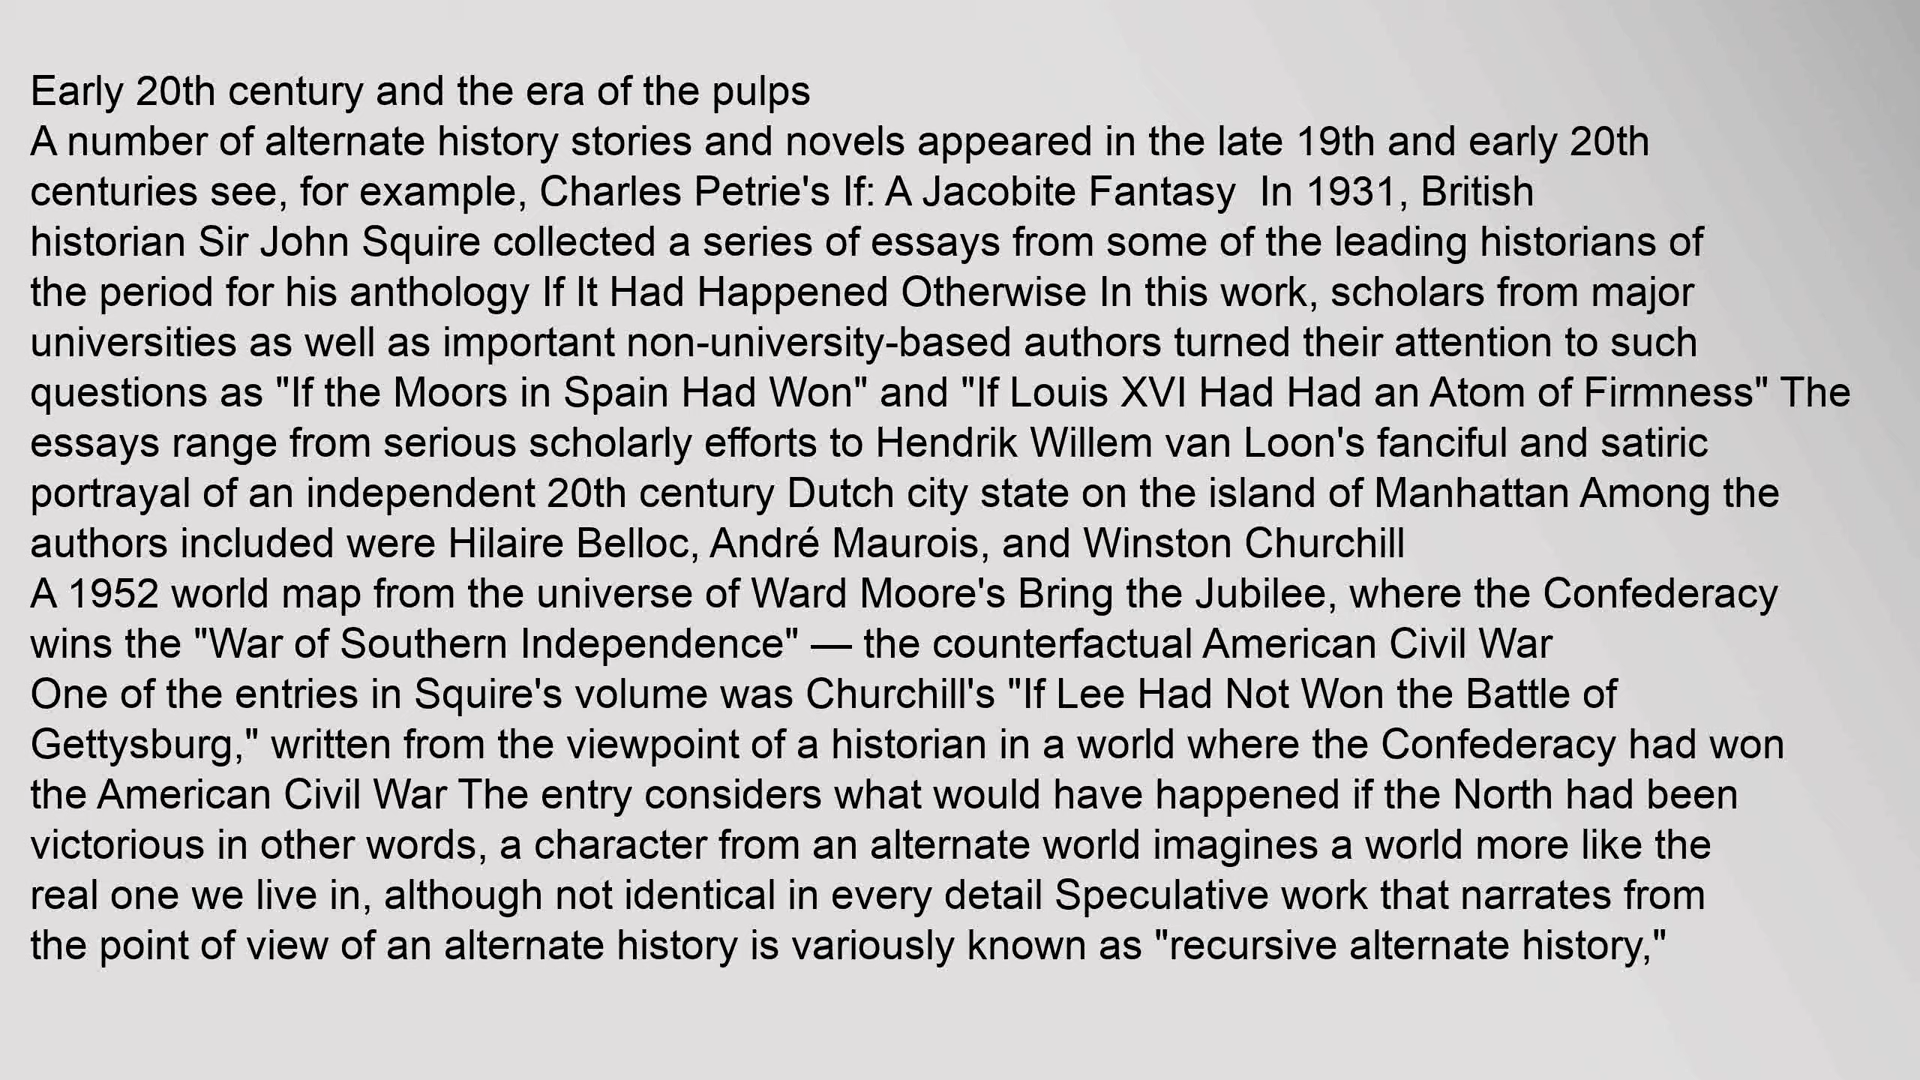 Early 20th century and the era of the pulps
A number of alternate history stories and novels appeared in the late 19th and early 20th
centuries see, for example, Charles Petrie's If: A Jacobite Fantasy  In 1931, British
historian Sir John Squire collected a series of essays from some of the leading historians of
the period for his anthology If It Had Happened Otherwise In this work, scholars from major
universities as well as important non-university-based authors turned their attention to such
questions as "If the Moors in Spain Had Won" and "If Louis XVI Had Had an Atom of Firmness" The
essays range from serious scholarly efforts to Hendrik Willem van Loon's fanciful and satiric
portrayal of an independent 20th century Dutch city state on the island of Manhattan Among the
authors included were Hilaire Belloc, André Maurois, and Winston Churchill
A 1952 world map from the universe of Ward Moore's Bring the Jubilee, where the Confederacy
wins the "War of Southern Independence" — the counterfactual American Civil War
One of the entries in Squire's volume was Churchill's "If Lee Had Not Won the Battle of
Gettysburg," written from the viewpoint of a historian in a world where the Confederacy had won
the American Civil War The entry considers what would have happened if the North had been
victorious in other words, a character from an alternate world imagines a world more like the
real one we live in, although not identical in every detail Speculative work that narrates from
the point of view of an alternate history is variously known as "recursive alternate history,"